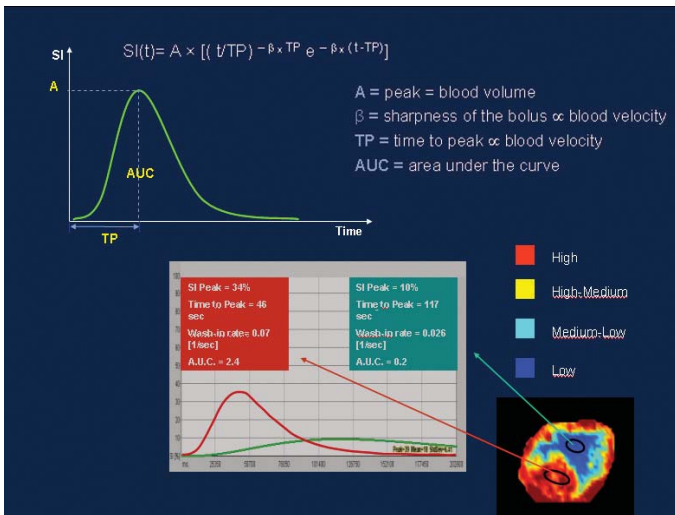 SI(t)= A × [( t/TP) – β x TP e – β x (t-TP)]
SI
A
AUC
TP
Time
A = peak = blood volume
β = sharpness of the bolus ∝ blood velocity
TP = time to peak ∝ blood velocity
AUC = area under the curve
High
High-Medium
Medium-Low
Low
SI Peak = 34%
Time to Peak = 46
sec
Wash-in rate= 0.07
[1/sec]
A.U.C. = 2.4
SI Peak = 10%
Time to Peak = 117
sec
Wash-in rate = 0.026
[1/sec]
A.U.C. = 0.2